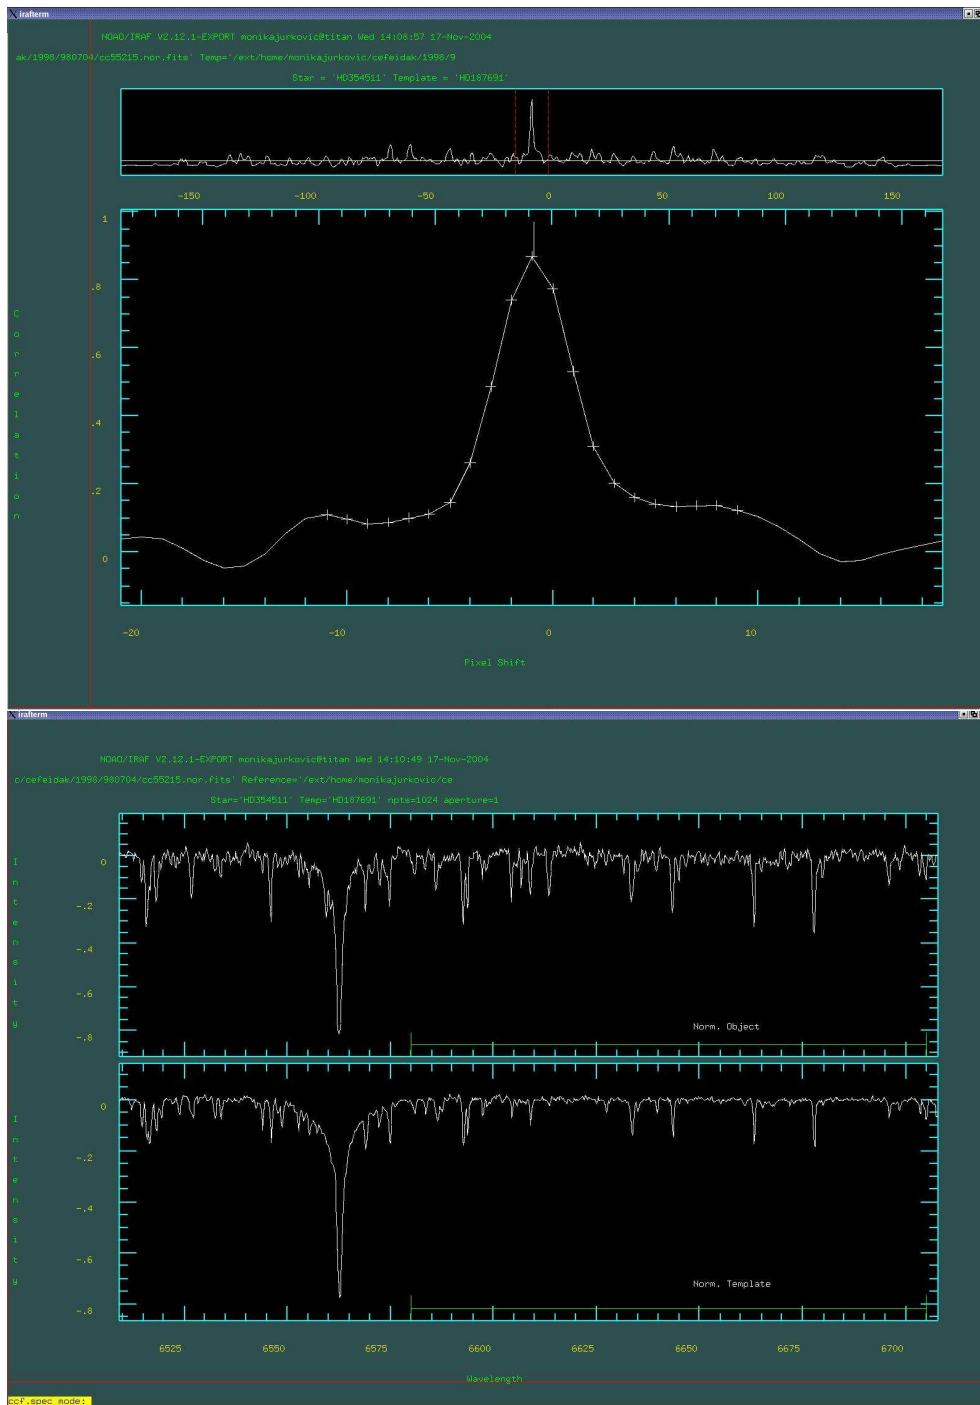 X irafterm
NOAO/IRAF V2.12.1-EXPORT monikajurkovic@titan Wed 14:08:57 17-Nov-2004
ak/1998/980704/cc55215.nor.fits' Temp='/ext/home/monikajurkovic/cefeidak/1998/9
Star = 'HD354511' Template = 'HD187691'
-150 -100 -50 0 50 100 150
1
.8
.6
.4
.2
0
Correlation
-20 -10 0 10
Pixel Shift
X irafterm
NOAO/IRAF V2.12.1-EXPORT monikajurkovic@titan Wed 14:10:49 17-Nov-2004
c/cefeidak/1998/980704/cc55215.nor.fits' Reference='/ext/home/monikajurkovic/ce
Star='HD354511' Temp='HD187691' npts=1024 aperture=1
0
-.2
-.4
-.6
-.8
Intensity
Norm. Object
0
-.2
-.4
-.6
-.8
Intensity
Norm. Template
6525 6550 6575 6600 6625 6650 6675 6700
Wavelength
ccf.spec mode: